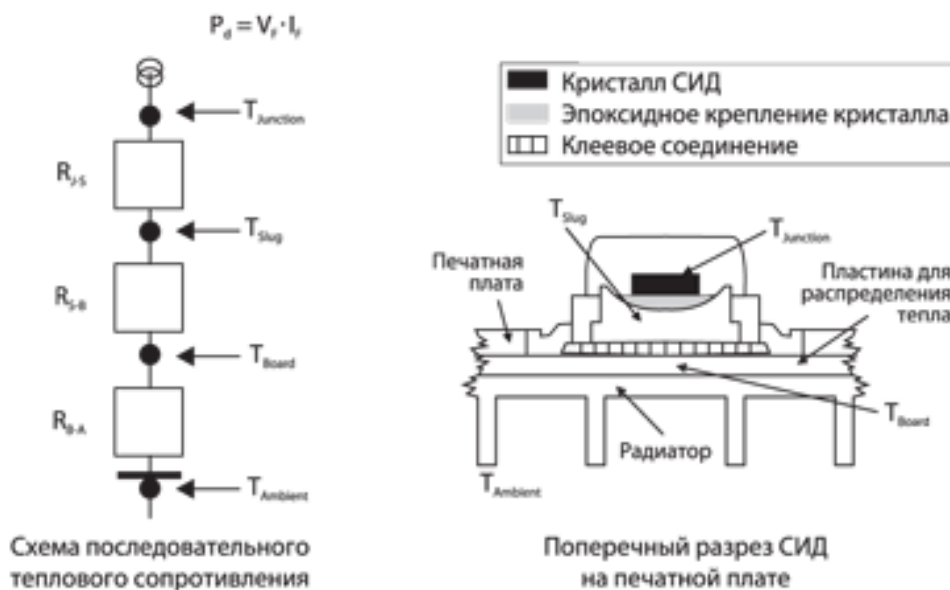 P_d = V_F · I_F
T_Junction
R_J-S
T_Slug
R_S-B
T_Board
R_B-A
T_Ambient
Схема последовательного
теплового сопротивления
Кристалл СИД
Эпоксидное крепление кристалла
Клеевое соединение
T_Slug
T_Junction
Печатная
плата
Пластина для
распределения
тепла
T_Board
Радиатор
T_Ambient
Поперечный разрез СИД
на печатной плате